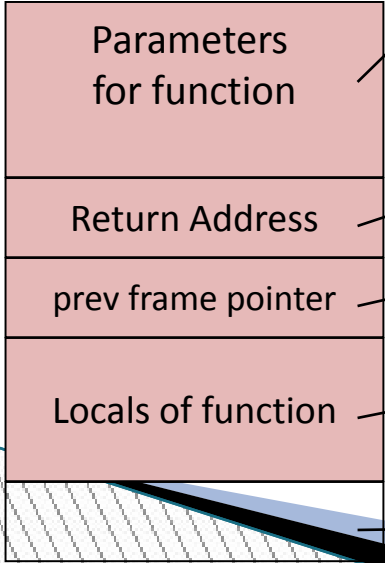 Parameters
for function
Return Address
prev frame pointer
Locals of function